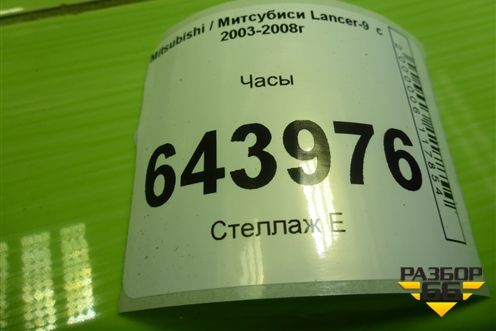 Mitsubishi / Митсубиси Lancer-9 с
2003-2008г
Часы
643976
Стеллаж Е
РАЗБОР
66